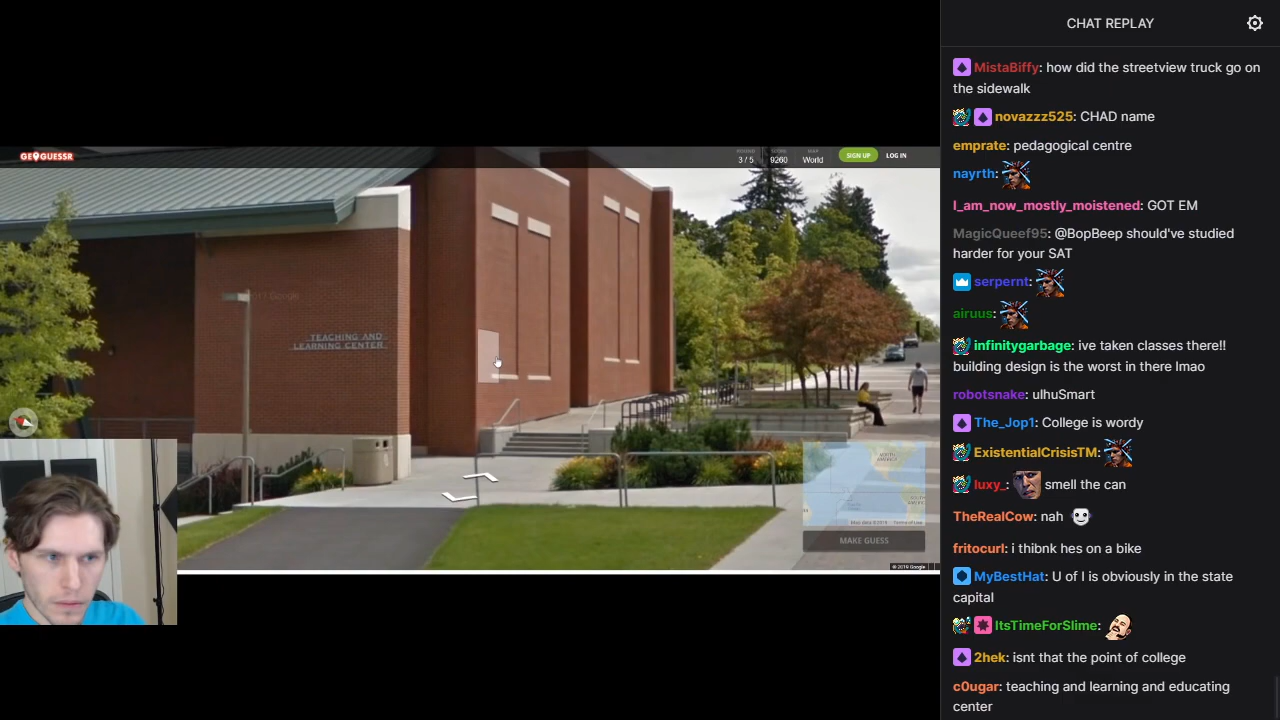 CHAT REPLAY
MistaBiffy: how did the streetview truck go on
the sidewalk
novazzz525: CHAD name
emprate: pedagogical centre
nayrth:
I_am_now_mostly_moistened: GOT EM
MagicQueef95: @BopBeep should've studied
harder for your SAT
serpernt:
airuus:
infinitygarbage: ive taken classes there!!
building design is the worst in there lmao
robotsnake: ulhuSmart
The_Jop1: College is wordy
ExistentialCrisisTM:
luxy_: smell the can
TheRealCow: nah
fritocurl: i thibnk hes on a bike
MyBestHat: U of I is obviously in the state
capital
ItsTimeForSlime:
2hek: isnt that the point of college
c0ugar: teaching and learning and educating
center
GEOGUESSR
3 / 5
9260
World
SIGN UP
LOG IN
TEACHING AND
LEARNING CENTER
MAKE GUESS
© 2019 Google